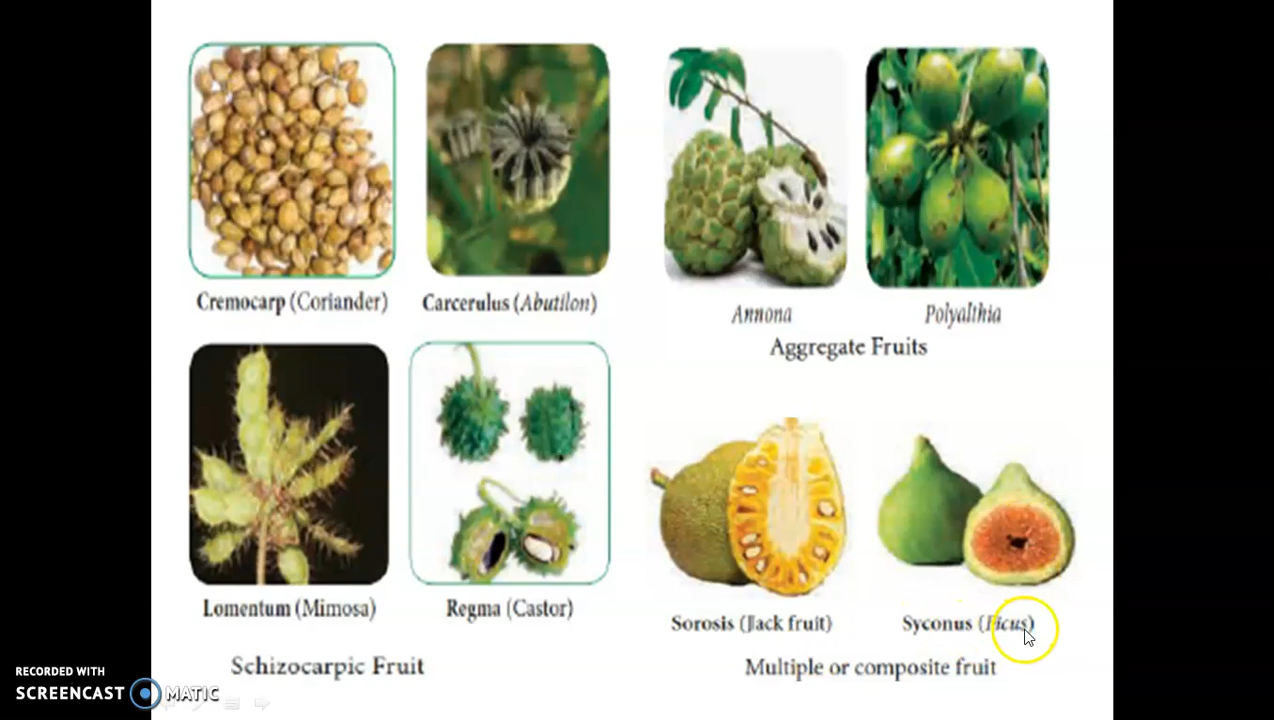 Cremocarp (Coriander)
Carcerulus (Abutilon)
Annona
Polyalthia
Aggregate Fruits
Lomentum (Mimosa)
Regma (Castor)
Sorosis (Jack fruit)
Syconus (Ficus)
Schizocarpic Fruit
Multiple or composite fruit
RECORDED WITH
SCREENCAST MATIC